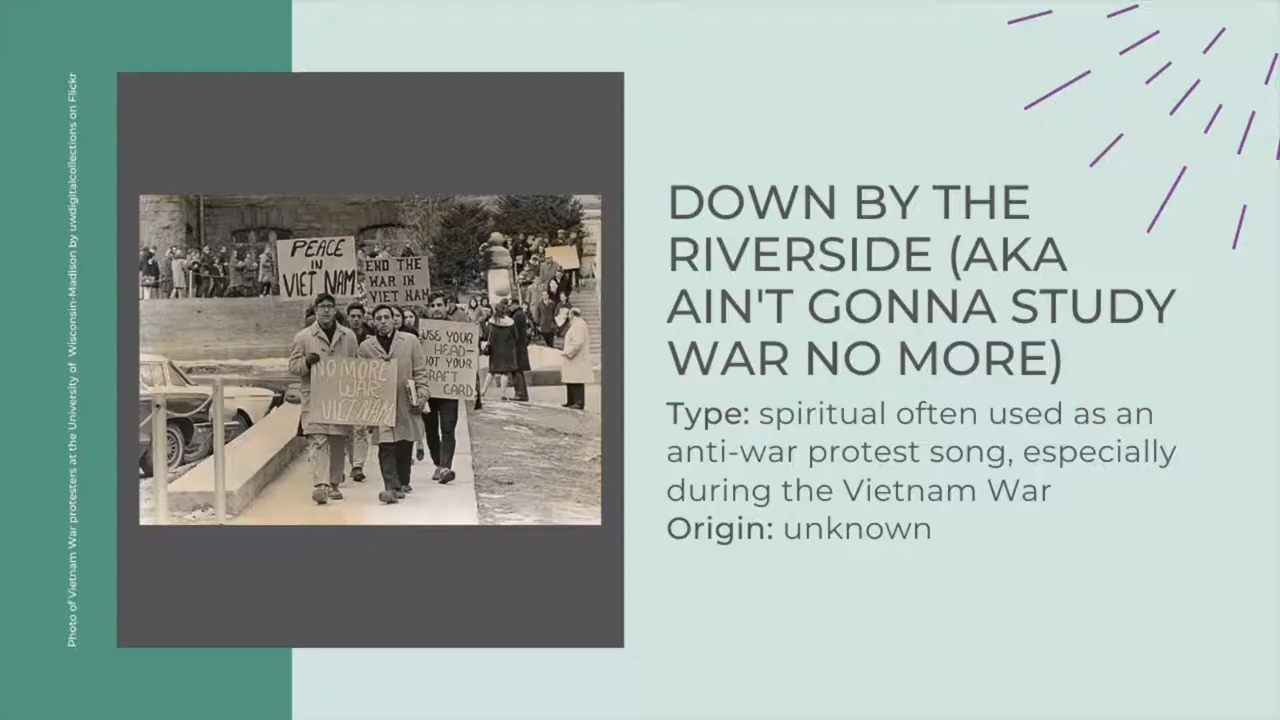 Photo of Vietnam War protesters at the University of Wisconsin-Madison by uwdigitalcollections on Flickr
PEACE
IN
VIET NAM
END THE
WAR IN
VIET NAM
USE YOUR
HEAD-
NOT YOUR
DRAFT
CARD
NO MORE
WAR
VIETNAM
DOWN BY THE
RIVERSIDE (AKA
AIN'T GONNA STUDY
WAR NO MORE)
Type: spiritual often used as an
anti-war protest song, especially
during the Vietnam War
Origin: unknown